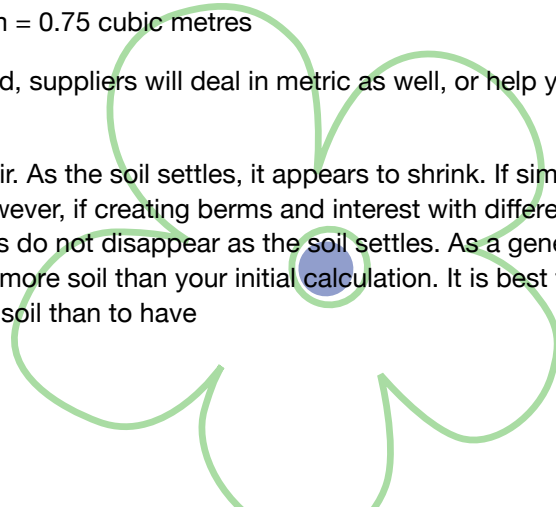 = 0.75 cubic metres
d, suppliers will deal in metric as well, or help y
ir. As the soil settles, it appears to shrink. If sim
wever, if creating berms and interest with differe
s do not disappear as the soil settles. As a gene
more soil than your initial calculation. It is best
soil than to have